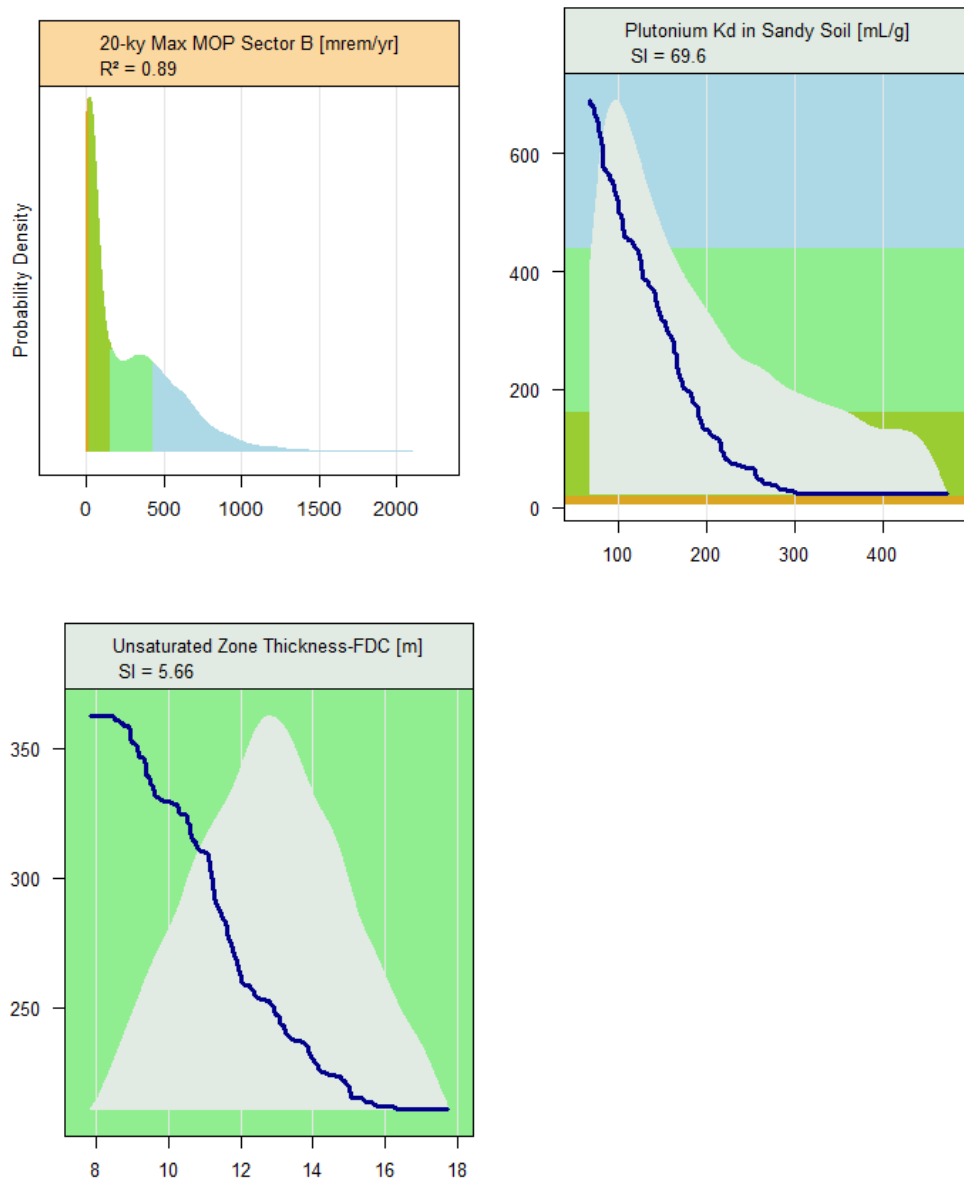 20-ky Max MOP Sector B [mrem/yr]
R² = 0.89
Probability Density
0 500 1000 1500 2000
Plutonium Kd in Sandy Soil [mL/g]
SI = 69.6
600
400
200
0
100 200 300 400
Unsaturated Zone Thickness-FDC [m]
SI = 5.66
350
300
250
8 10 12 14 16 18